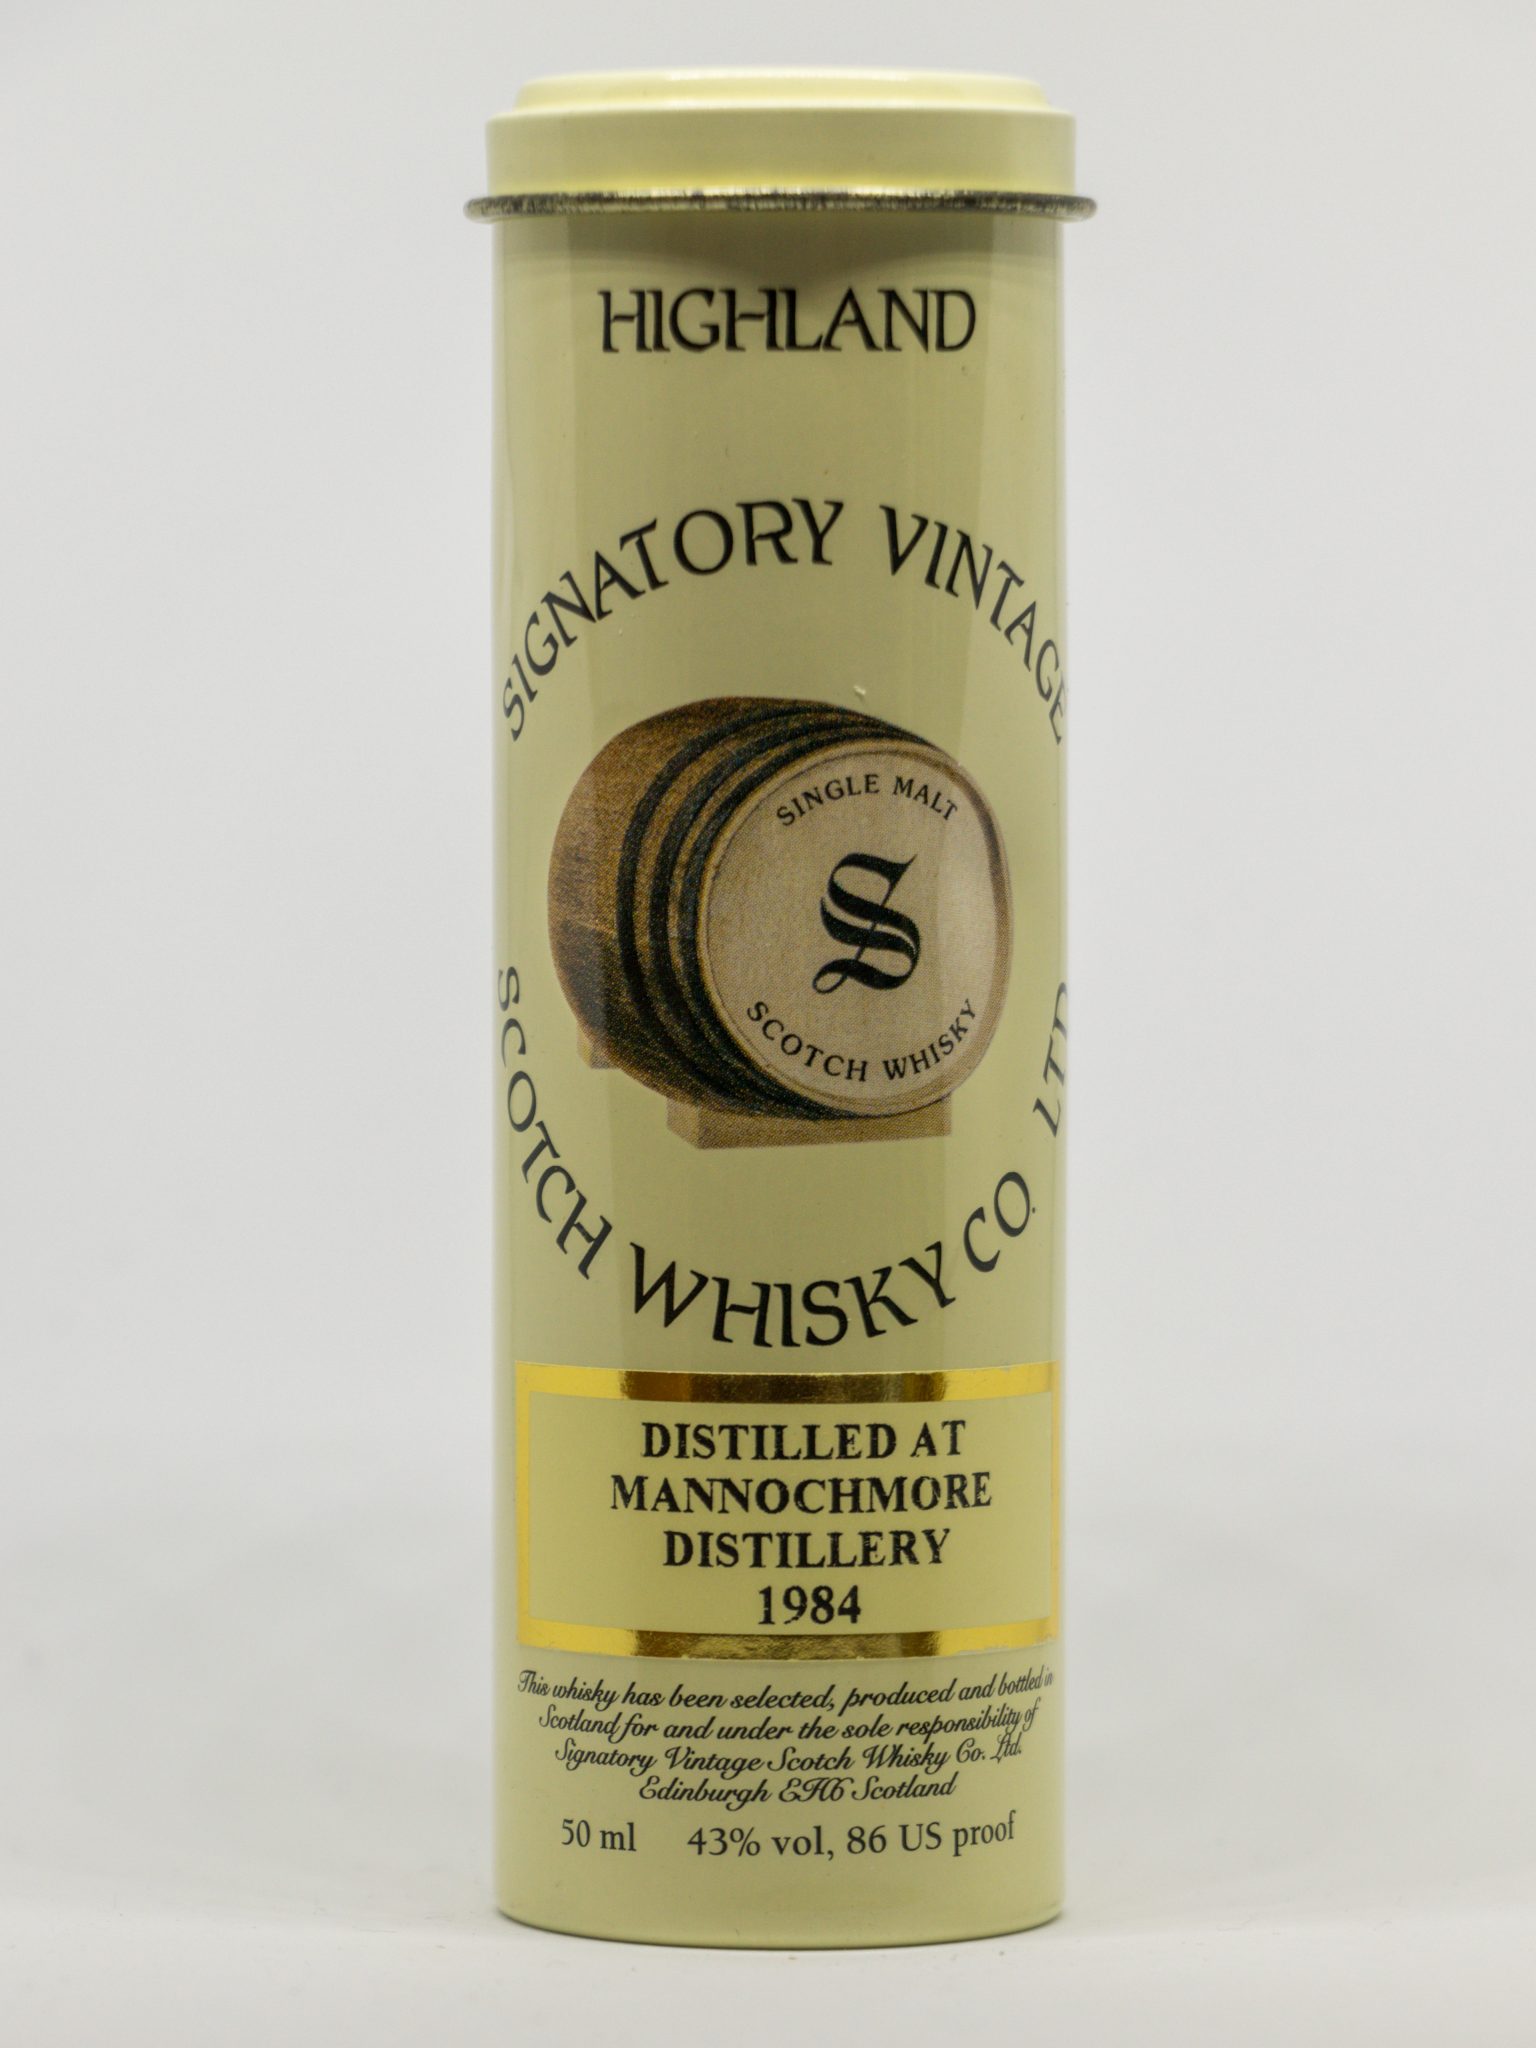 HIGHLAND
SIGNATORY VINTAGE
SINGLE MALT
S
SCOTCH WHISKY
SCOTCH WHISKY CO. LTD
DISTILLED AT
MANNOCHMORE
DISTILLERY
1984
This whisky has been selected, produced and bottled in
Scotland for and under the sole responsibility of
Signatory Vintage Scotch Whisky Co. Ltd.
Edinburgh EH6 Scotland
50 ml 43% vol, 86 US proof